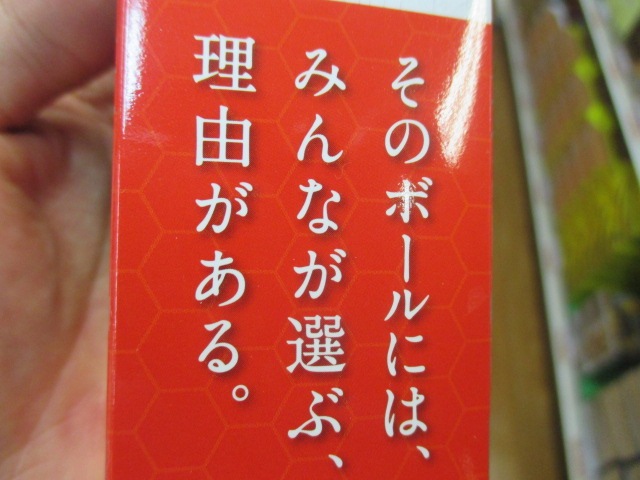 そのボールには、
みんなが選ぶ、
理由がある。